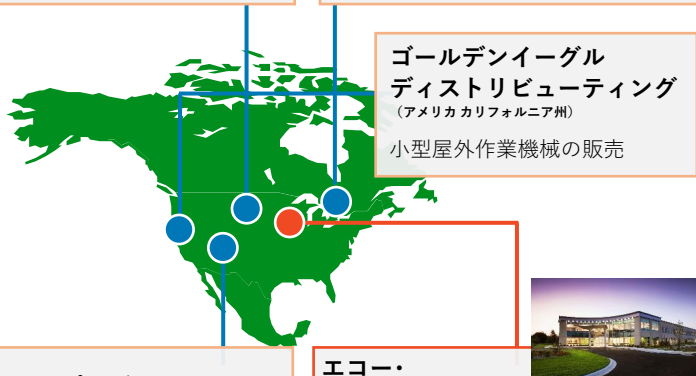 ゴールデンイーグル
ディストリビューティング
(アメリカ カリフォルニア州)
小型屋外作業機械の販売
エコー・